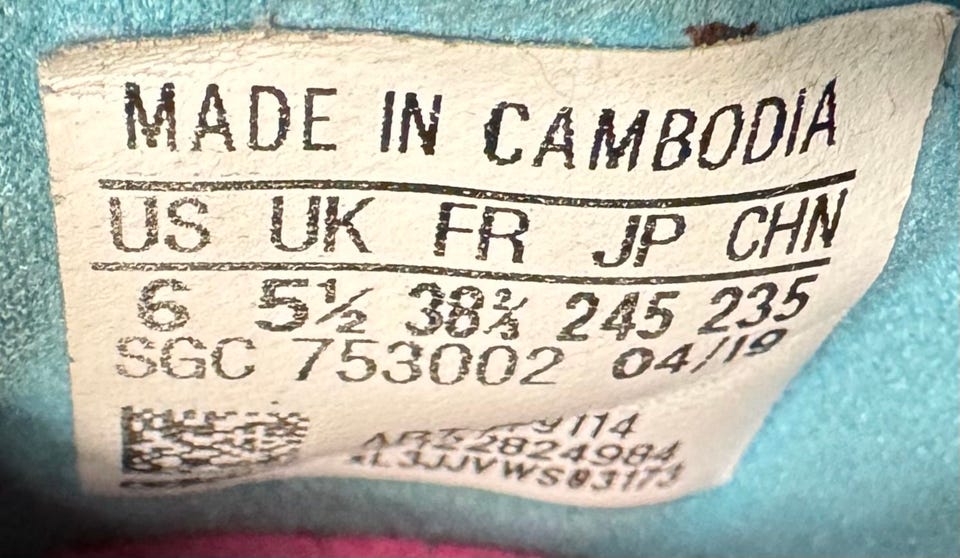 MADE IN CAMBODIA
US UK FR JP CHN
6 5½ 38⅔ 245 235
SGC 753002 04/19